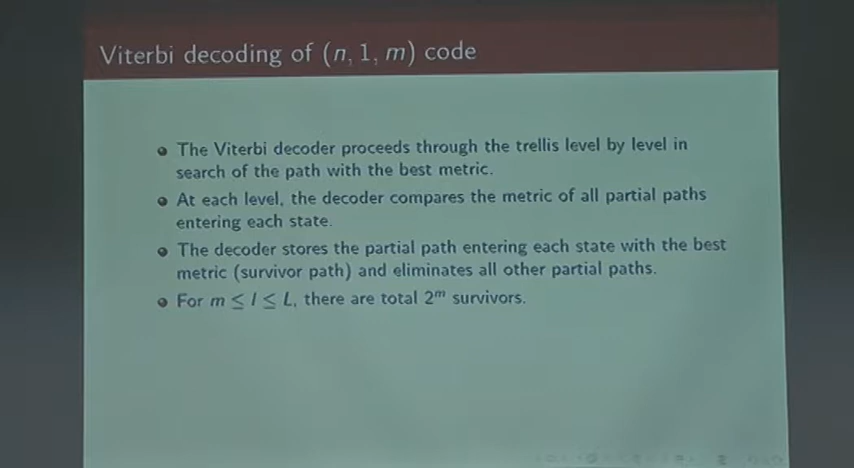 Viterbi decoding of (n, 1, m) code
• The Viterbi decoder proceeds through the trellis level by level in
search of the path with the best metric.
• At each level, the decoder compares the metric of all partial paths
entering each state.
• The decoder stores the partial path entering each state with the best
metric (survivor path) and eliminates all other partial paths.
• For m ≤ l ≤ L, there are total 2^m survivors.